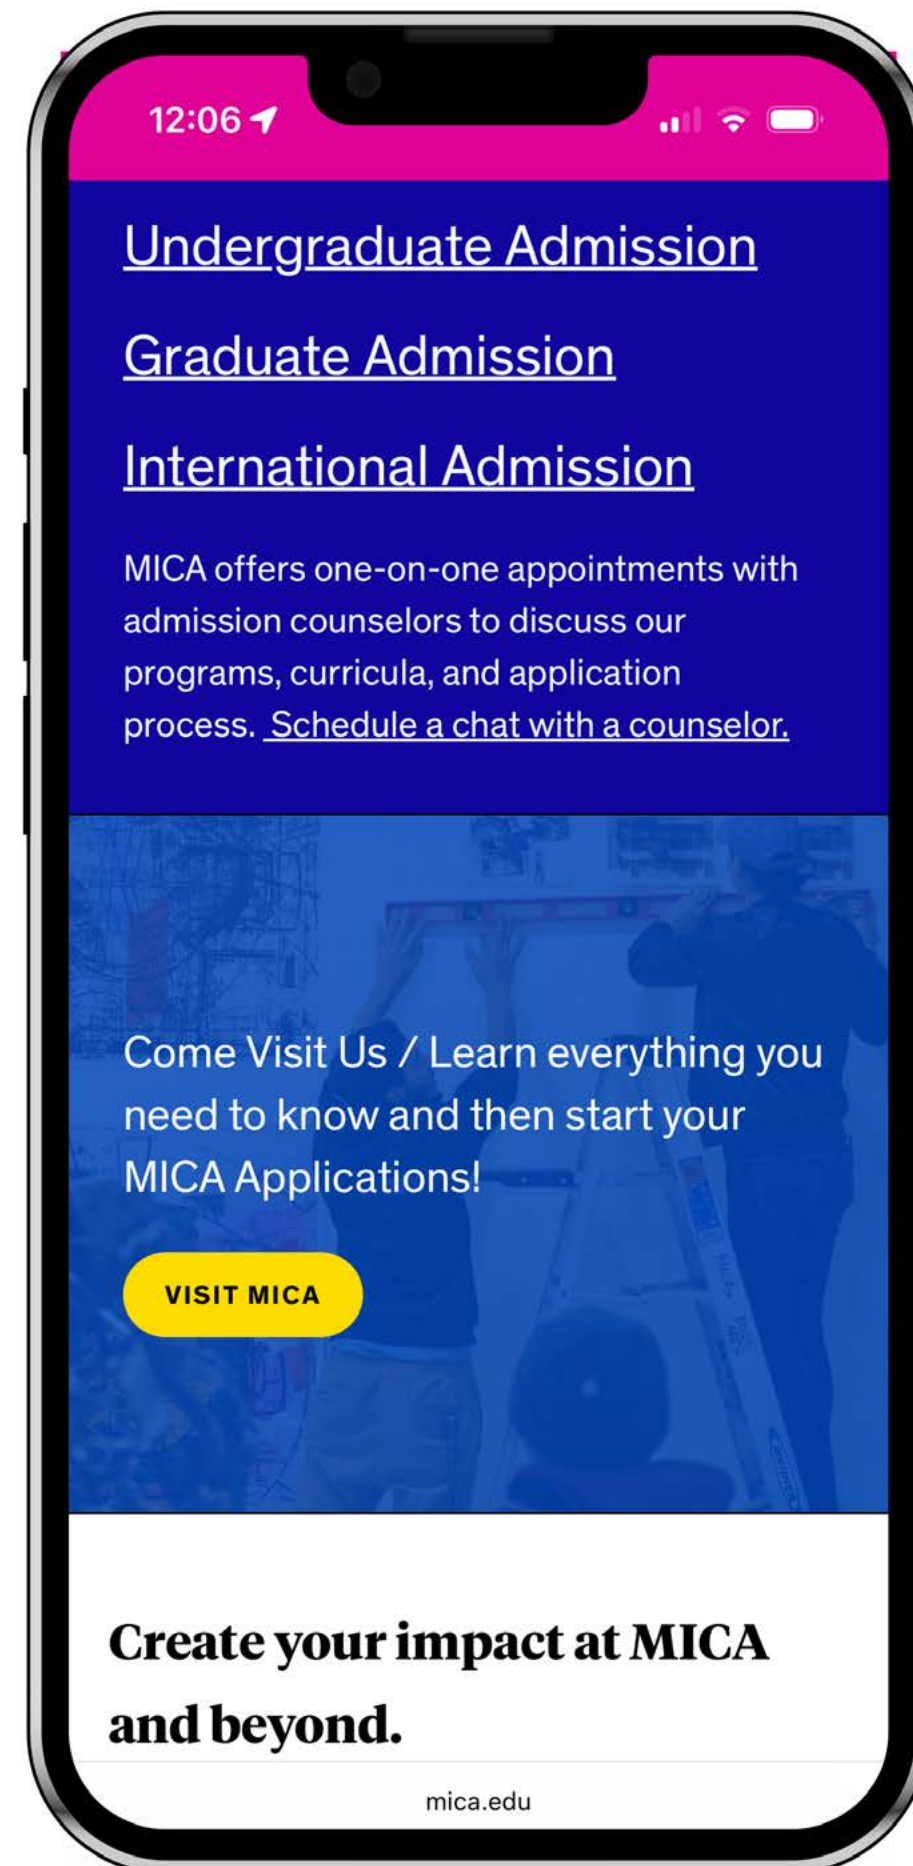 12:06
Undergraduate Admission
Graduate Admission
International Admission
MICA offers one-on-one appointments with
admission counselors to discuss our
programs, curricula, and application
process. Schedule a chat with a counselor.
Come Visit Us / Learn everything you
need to know and then start your
MICA Applications!
VISIT MICA
Create your impact at MICA
and beyond.
mica.edu